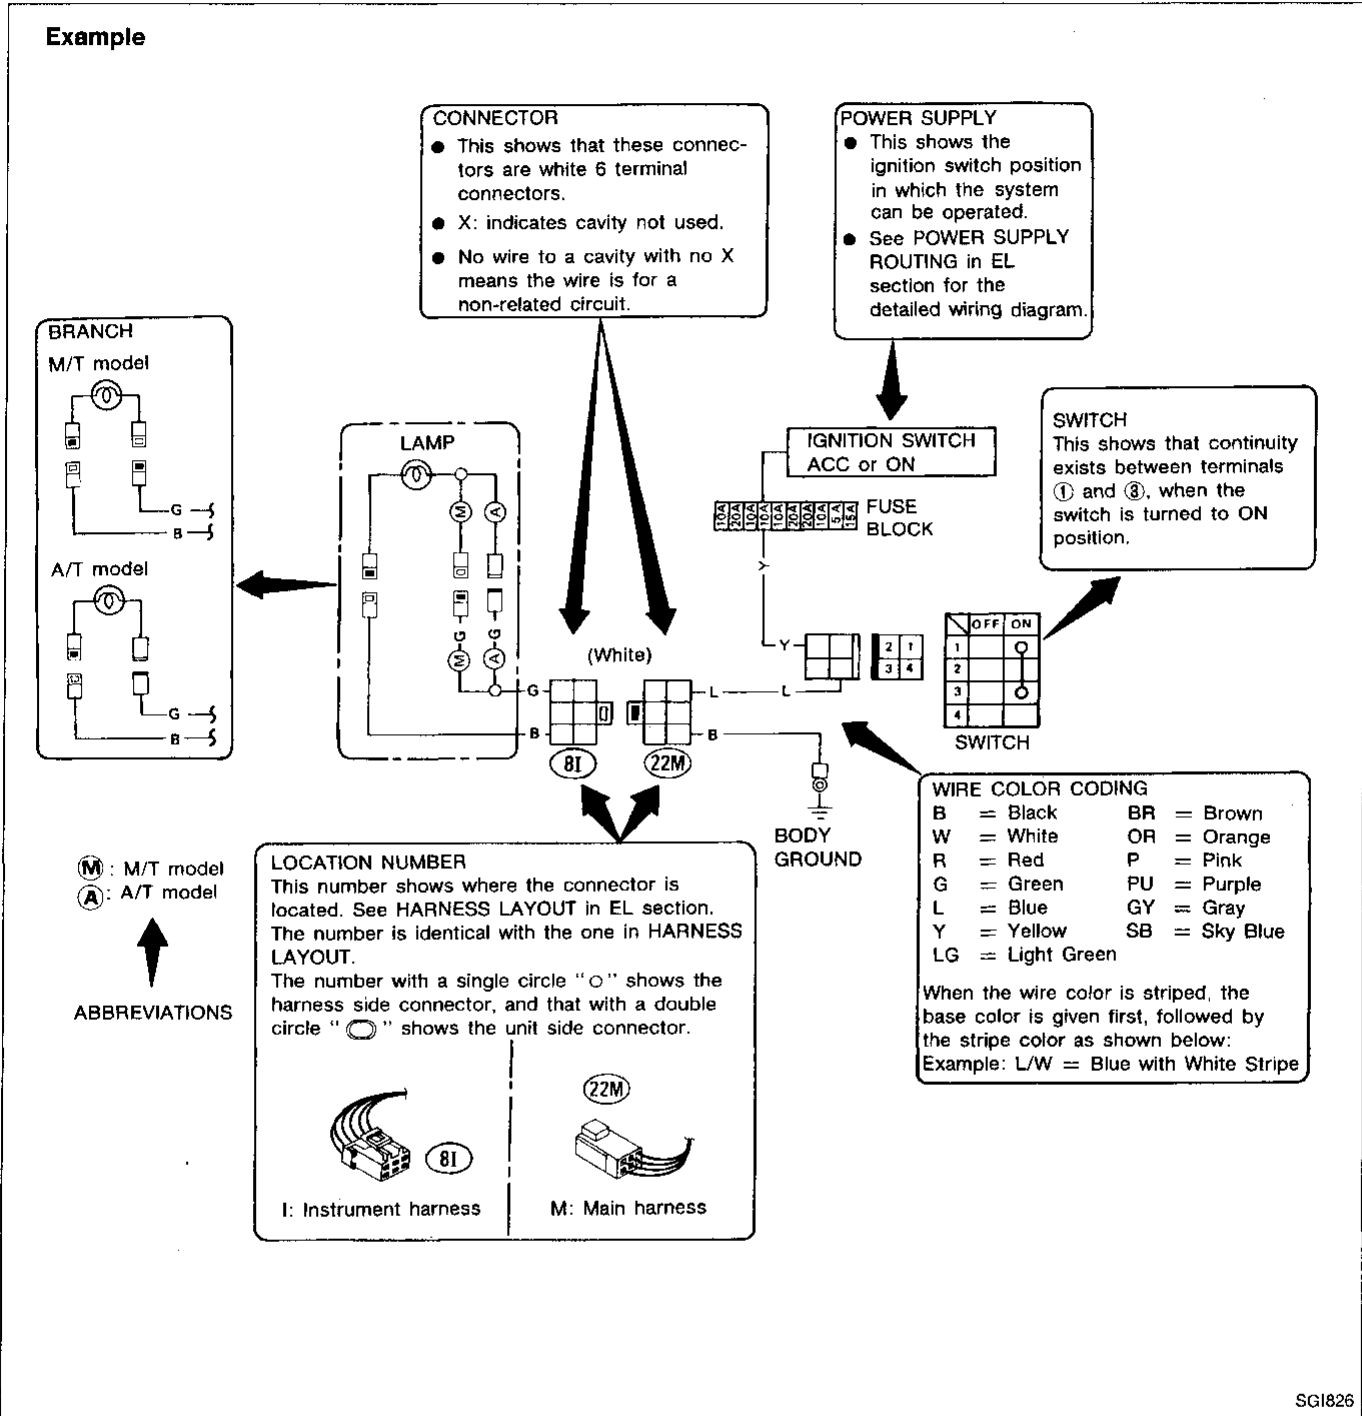 Example
CONNECTOR
● This shows that these connec-
tors are white 6 terminal
connectors.
● X: indicates cavity not used.
● No wire to a cavity with no X
means the wire is for a
non-related circuit.
POWER SUPPLY
● This shows the
ignition switch position
in which the system
can be operated.
● See POWER SUPPLY
ROUTING in EL
section for the
detailed wiring diagram.
BRANCH
M/T model
G
B
A/T model
G
B
LAMP
M
A
G
G
M
A
G
B
(White)
8I
22M
L
L
B
IGNITION SWITCH
ACC or ON
10A 20A 10A 10A 10A 20A 20A 10A 5A 15A
FUSE
BLOCK
Y
Y
2 1
3 4
OFF ON
1
2
3
4
SWITCH
SWITCH
This shows that continuity
exists between terminals
① and ③, when the
switch is turned to ON
position.
BODY
GROUND
WIRE COLOR CODING
B = Black BR = Brown
W = White OR = Orange
R = Red P = Pink
G = Green PU = Purple
L = Blue GY = Gray
Y = Yellow SB = Sky Blue
LG = Light Green
When the wire color is striped, the
base color is given first, followed by
the stripe color as shown below:
Example: L/W = Blue with White Stripe
Ⓜ: M/T model
Ⓐ: A/T model
ABBREVIATIONS
LOCATION NUMBER
This number shows where the connector is
located. See HARNESS LAYOUT in EL section.
The number is identical with the one in HARNESS
LAYOUT.
The number with a single circle "○" shows the
harness side connector, and that with a double
circle "◎" shows the unit side connector.
8I
I: Instrument harness
22M
M: Main harness
SGI826